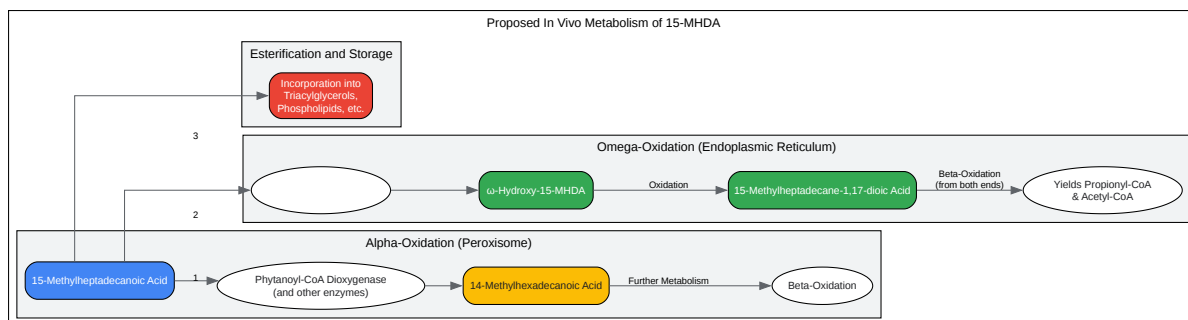 Proposed In Vivo Metabolism of 15-MHDA
Esterification and Storage
Incorporation into
Triacylglycerols,
Phospholipids, etc.
3
Omega-Oxidation (Endoplasmic Reticulum)
ω-Hydroxy-15-MHDA
Oxidation
15-Methylheptadecane-1,17-dioic Acid
Beta-Oxidation
(from both ends)
Yields Propionyl-CoA
& Acetyl-CoA
2
Alpha-Oxidation (Peroxisome)
15-Methylheptadecanoic Acid
1
Phytanoyl-CoA Dioxygenase
(and other enzymes)
14-Methylhexadecanoic Acid
Further Metabolism
Beta-Oxidation